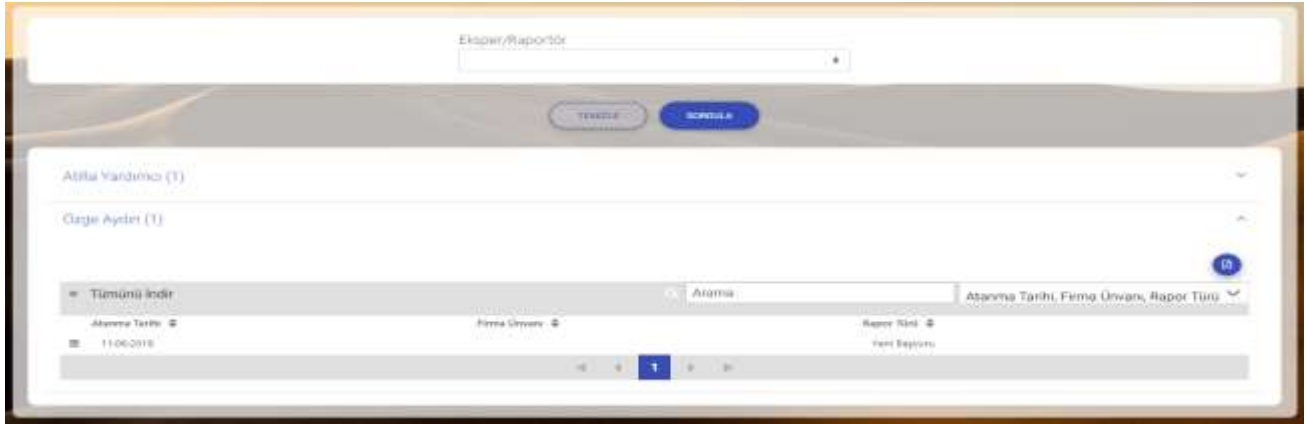 Eksper/Raportör
TEMİZLE SORGULA
Atilla Yardımcı (1)
Özge Aydın (1)
Tümünü İndir Arama Atanma Tarihi, Firma Ünvanı, Rapor Türü
Atanma Tarihi Firma Ünvanı Rapor Türü
11-06-2018 Yeni Başvuru
1